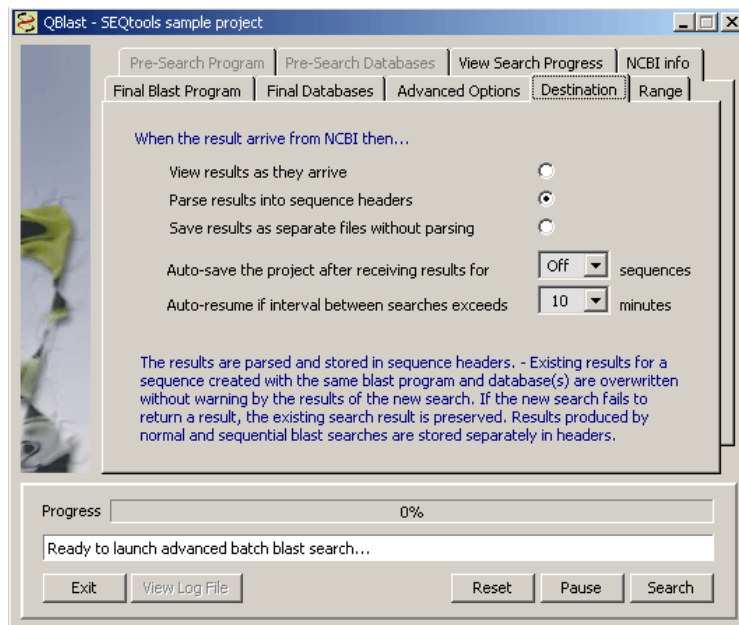 QBlast - SEQtools sample project
Pre-Search Program Pre-Search Databases View Search Progress NCBI info
Final Blast Program Final Databases Advanced Options Destination Range
When the result arrive from NCBI then...
View results as they arrive
Parse results into sequence headers
Save results as separate files without parsing
Auto-save the project after receiving results for Off sequences
Auto-resume if interval between searches exceeds 10 minutes
The results are parsed and stored in sequence headers. - Existing results for a
sequence created with the same blast program and database(s) are overwritten
without warning by the results of the new search. If the new search fails to
return a result, the existing search result is preserved. Results produced by
normal and sequential blast searches are stored separately in headers.
Progress 0%
Ready to launch advanced batch blast search...
Exit View Log File Reset Pause Search